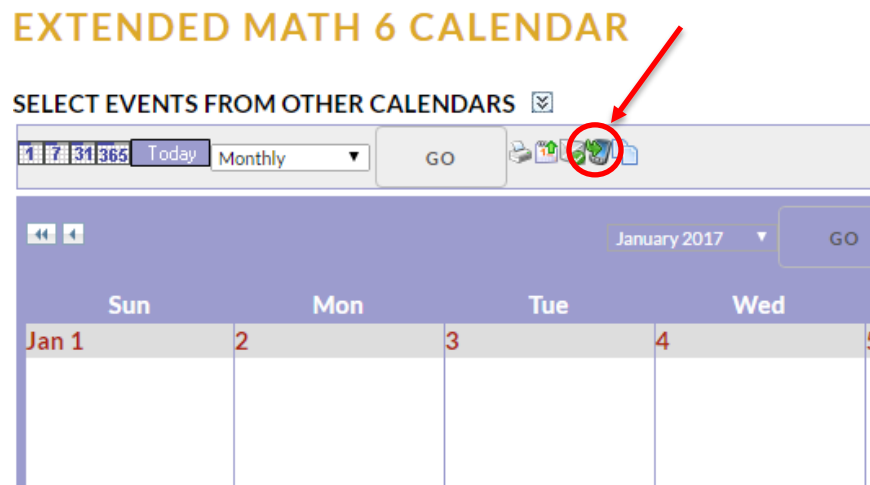 EXTENDED MATH 6 CALENDAR
SELECT EVENTS FROM OTHER CALENDARS
1 7 31 365 Today Monthly GO
January 2017 GO
Sun Mon Tue Wed
Jan 1 2 3 4